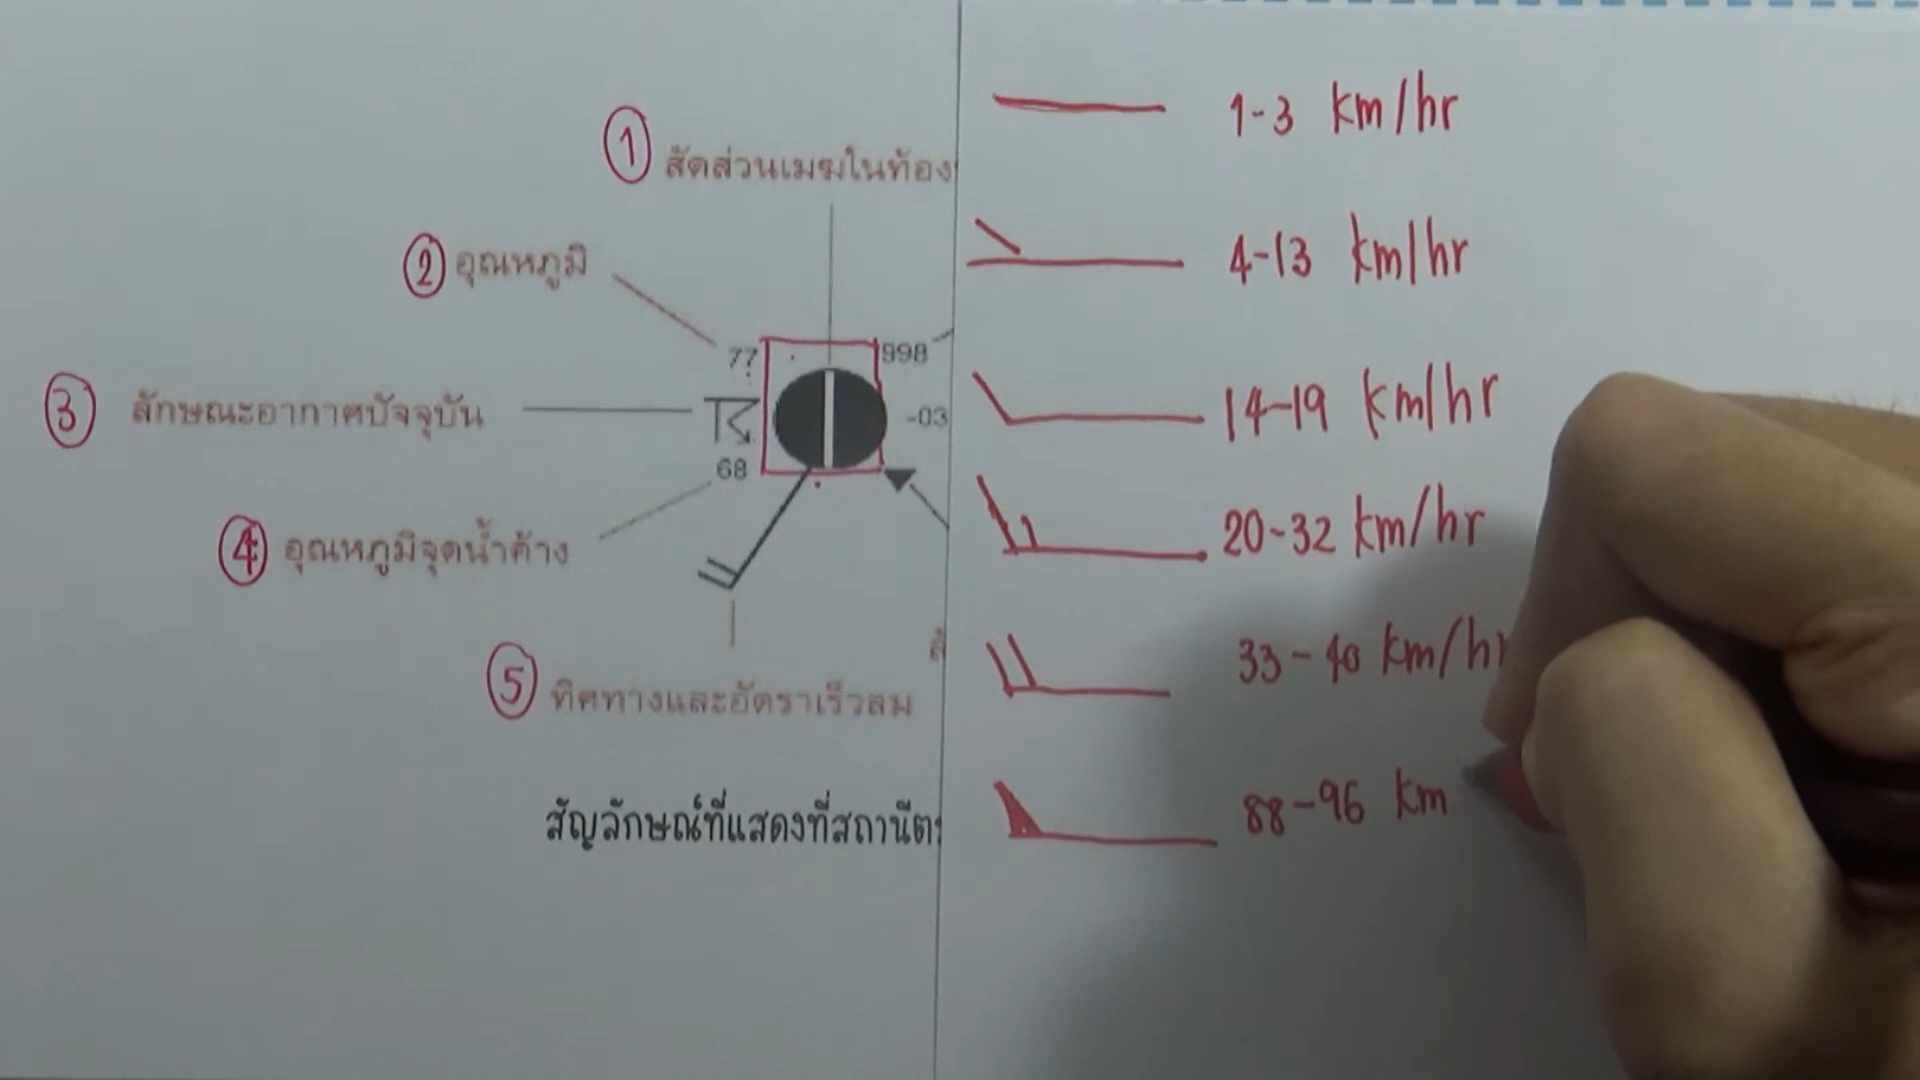 1 สัดส่วนเมฆในท้อง
2 อุณหภูมิ
77
998
3 ลักษณะอากาศปัจจุบัน
-03
68
4 อุณหภูมิจุดน้ำค้าง
5 ทิศทางและอัตราเร็วลม
สัญลักษณ์ที่แสดงที่สถานีตร
1-3 km/hr
4-13 km/hr
14-19 km/hr
20-32 km/hr
33-40 km/hr
88-96 km